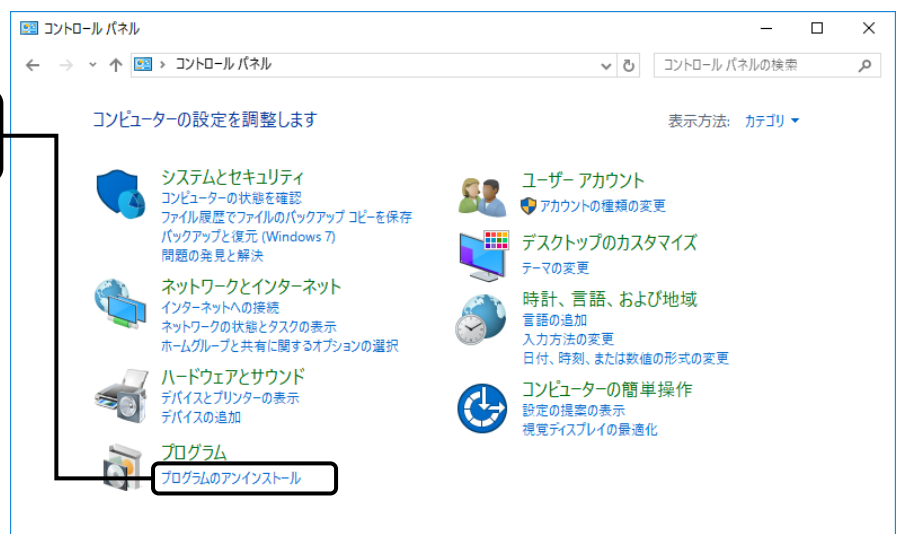 コントロール パネル
コントロール パネル
コントロール パネルの検索
コンピューターの設定を調整します
表示方法: カテゴリ
システムとセキュリティ
コンピューターの状態を確認
ファイル履歴でファイルのバックアップ コピーを保存
バックアップと復元 (Windows 7)
問題の発見と解決
ネットワークとインターネット
インターネットへの接続
ネットワークの状態とタスクの表示
ホームグループと共有に関するオプションの選択
ハードウェアとサウンド
デバイスとプリンターの表示
デバイスの追加
プログラム
プログラムのアンインストール
ユーザー アカウント
アカウントの種類の変更
デスクトップのカスタマイズ
テーマの変更
時計、言語、および地域
言語の追加
入力方法の変更
日付、時刻、または数値の形式の変更
コンピューターの簡単操作
設定の提案の表示
視覚ディスプレイの最適化